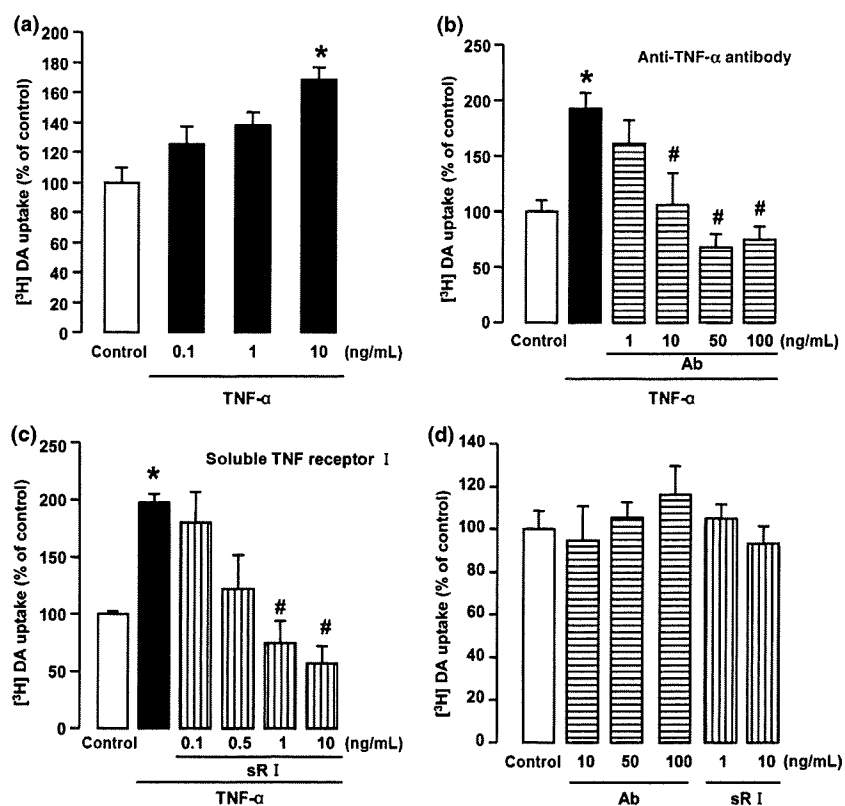 (a)
*
[³H] DA uptake (% of control)
200
180
160
140
120
100
80
60
40
20
0
Control 0.1 1 10 (ng/mL)
TNF-α
(b)
Anti-TNF-α antibody
*
#
# #
[³H] DA uptake (% of control)
250
200
150
100
50
0
Control 1 10 50 100 (ng/mL)
Ab
TNF-α
(c)
Soluble TNF receptor I
*
#
#
[³H] DA uptake (% of control)
250
200
150
100
50
0
Control 0.1 0.5 1 10 (ng/mL)
sR I
TNF-α
(d)
[³H] DA uptake (% of control)
140
120
100
80
60
40
20
0
Control 10 50 100 1 10 (ng/mL)
Ab sR I